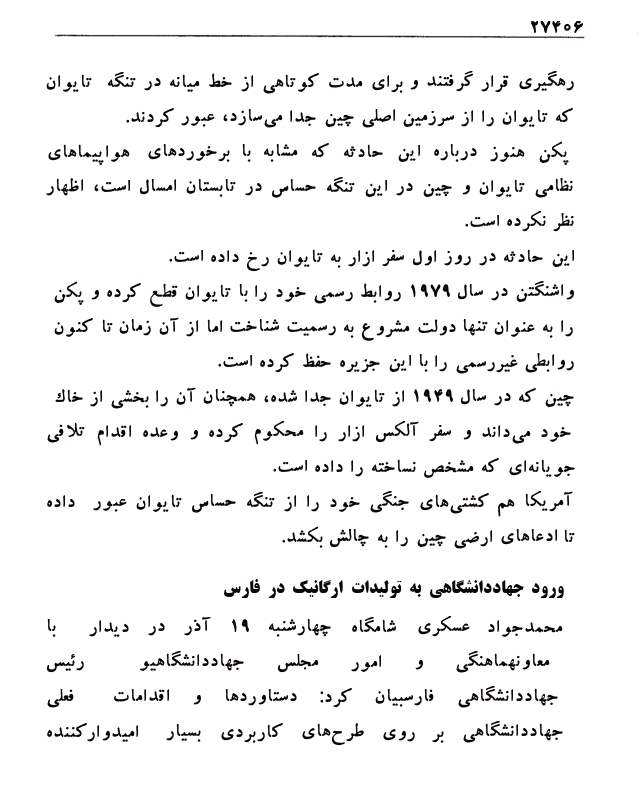 ۲۷۴۰۶
رهگیری قرار گرفتند و برای مدت کوتاهی از خط میانه در تنگه تایوان
که تایوان را از سرزمین اصلی چین جدا می‌سازد، عبور کردند.
پکن هنوز درباره این حادثه که مشابه با برخوردهای هواپیماهای
نظامی تایوان و چین در این تنگه حساس در تابستان امسال است، اظهار
نظر نکرده است.
این حادثه در روز اول سفر ازار به تایوان رخ داده است.
واشنگتن در سال ۱۹۷۹ روابط رسمی خود را با تایوان قطع کرده و پکن
را به عنوان تنها دولت مشروع به رسمیت شناخت اما از آن زمان تا کنون
روابطی غیررسمی را با این جزیره حفظ کرده است.
چین که در سال ۱۹۴۹ از تایوان جدا شده، همچنان آن را بخشی از خاك
خود می‌داند و سفر آلکس ازار را محکوم کرده و وعده اقدام تلافی
جویانه‌ای که مشخص نساخته را داده است.
آمریکا هم کشتی‌های جنگی خود را از تنگه حساس تایوان عبور داده
تا ادعاهای ارضی چین را به چالش بکشد.
ورود جهاددانشگاهی به تولیدات ارگانیک در فارس
محمدجواد عسکری شامگاه چهارشنبه ۱۹ آذر در دیدار با
معاونهماهنگی و امور مجلس جهاددانشگاهیو رئیس
جهاددانشگاهی فارسبیان کرد: دستاوردها و اقدامات فعلی
جهاددانشگاهی بر روی طرح‌های کاربردی بسیار امیدوارکننده